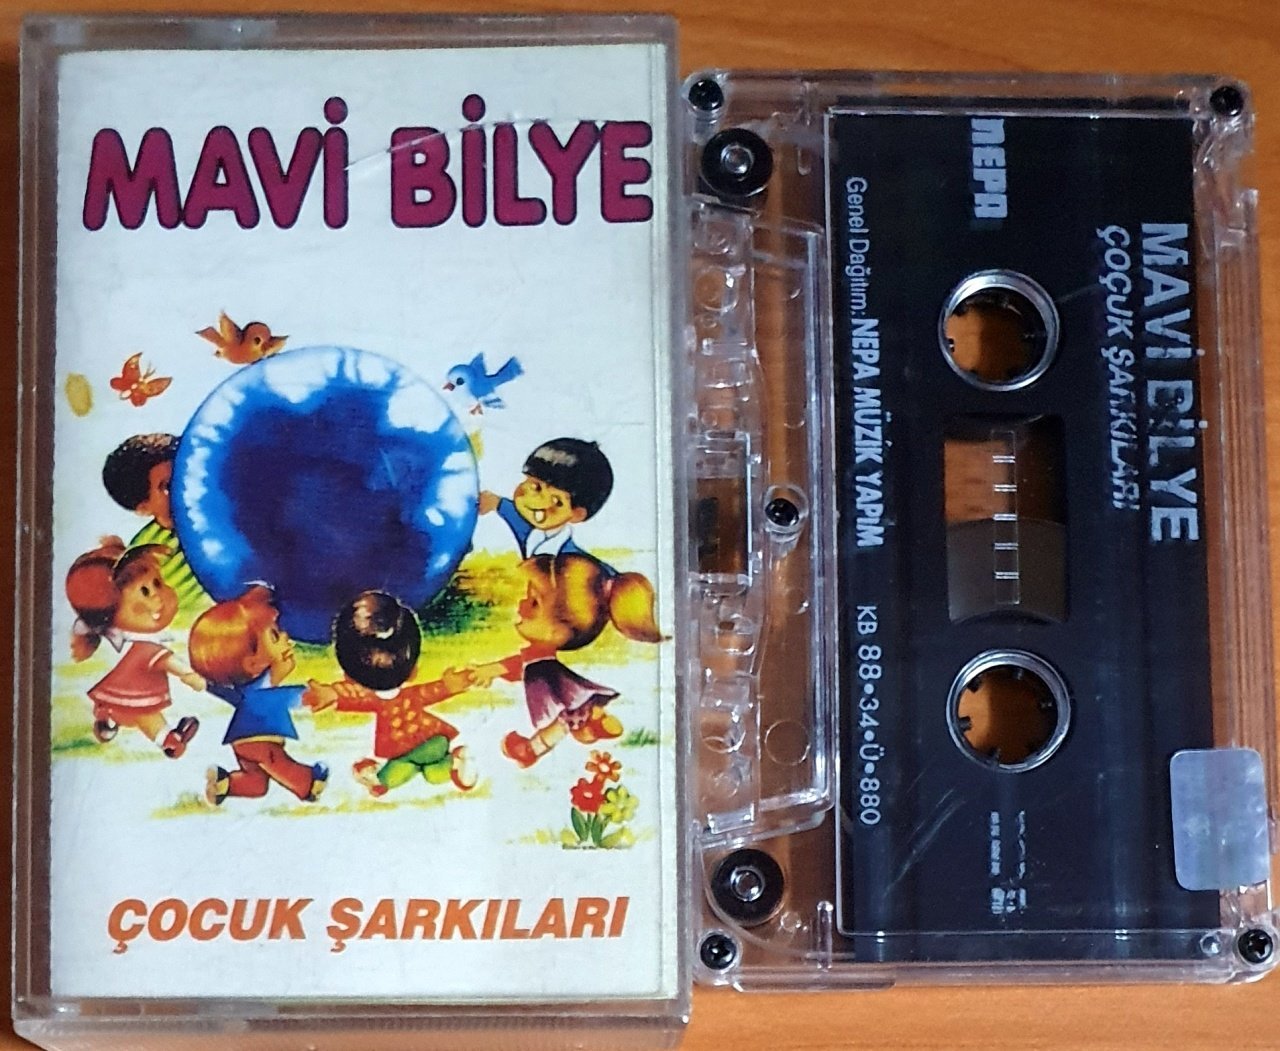 MAVİ BİLYE
ÇOCUK ŞARKILARI
MAVİ BİLYE
ÇOÇUK ŞARKILARI
NEPA
Genel Dağıtım: NEPA MÜZİK YAPIM
KB 88•34•Ü•880